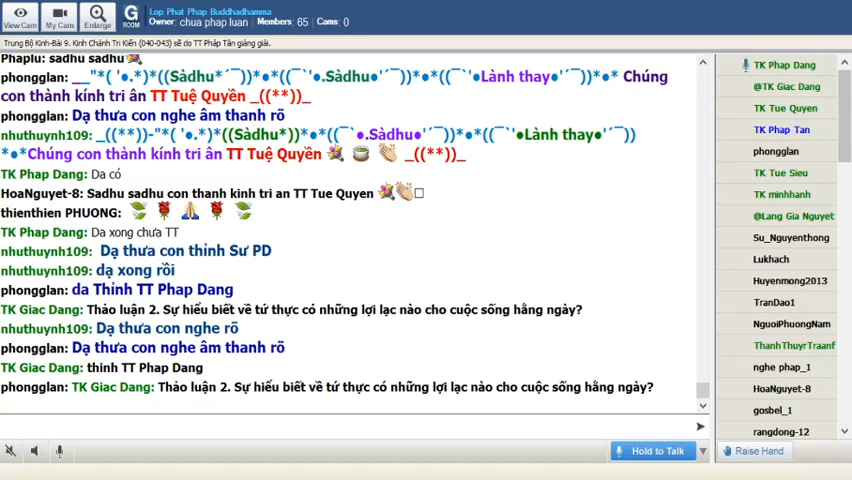 Lop Phat Phap Buddhadhamma
Owner: chua phap luan Members: 65 Cams: 0
View Cam My Cam Enlarge G ROOM
Trung Bộ Kinh-Bài 9. Kinh Chánh Tri Kiến (040-043) sẽ do TT Pháp Tân giảng giải.
Phaplu: sadhu sadhu
phongglan: __"*( '●.*)*((Sàdhu*´¯))*●*((¯`●.Sàdhu●'´¯))*●*((¯`'●Lành thay●'´¯))*●* Chúng
con thành kính tri ân TT Tuệ Quyền _((**))_
phongglan: Dạ thưa con nghe âm thanh rõ
nhuthuynh109: _((**))-"*( '●.*)*((Sàdhu*))*●*((¯`●.Sàdhu●'´¯))*●*((¯`'●Lành thay●'´¯))
*●*Chúng con thành kính tri ân TT Tuệ Quyền _((**))_
TK Phap Dang: Da có
HoaNguyet-8: Sadhu sadhu con thanh kinh tri an TT Tue Quyen
thienthien PHUONG:
TK Phap Dang: Da xong chưa TT
nhuthuynh109: Dạ thưa con thỉnh Sư PD
nhuthuynh109: dạ xong rồi
phongglan: da Thỉnh TT Phap Dang
TK Giac Dang: Thảo luận 2. Sự hiểu biết về tứ thực có những lợi lạc nào cho cuộc sống hằng ngày?
nhuthuynh109: Dạ thưa con nghe rõ
phongglan: Dạ thưa con nghe âm thanh rõ
TK Giac Dang: thinh TT Phap Dang
phongglan: TK Giac Dang: Thảo luận 2. Sự hiểu biết về tứ thực có những lợi lạc nào cho cuộc sống hằng ngày?
Hold to Talk
TK Phap Dang
@TK Giac Dang
TK Tue Quyen
TK Phap Tan
phongglan
TK Tue Sieu
TK minhhanh
@Lang Gia Nguyet
Su_Nguyenthong
Lukhach
Huyenmong2013
TranDao1
NguoiPhuongNam
ThanhThuyrTraanf
nghe phap_1
HoaNguyet-8
gosbel_1
rangdong-12
Raise Hand